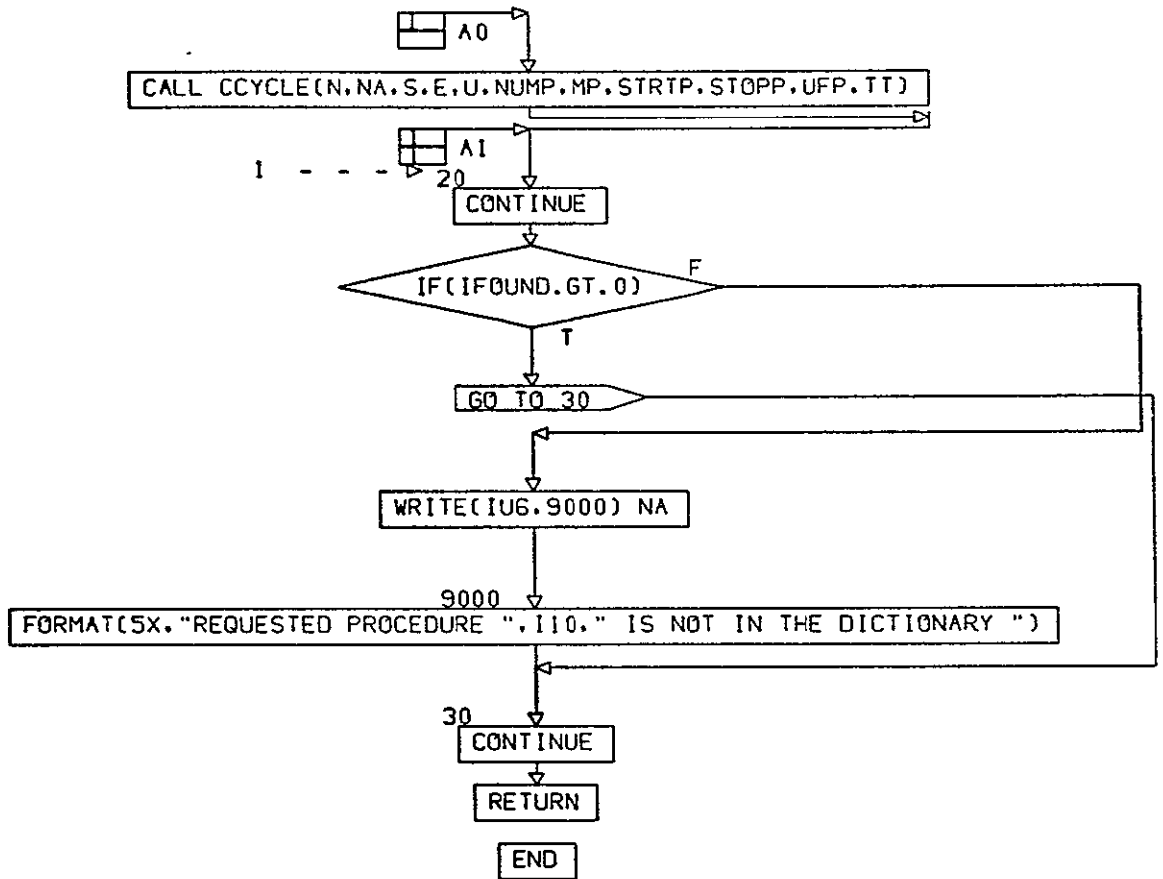 A0
CALL CCYCLE(N.NA.S.E.U.NUMP.MP.STRTP.STOPP.UFP.TT)
A1
I - - -
20
CONTINUE
IF(IFOUND.GT.0)
F
T
GO TO 30
WRITE(IU6.9000) NA
9000
FORMAT(5X."REQUESTED PROCEDURE ".I10." IS NOT IN THE DICTIONARY ")
30
CONTINUE
RETURN
END